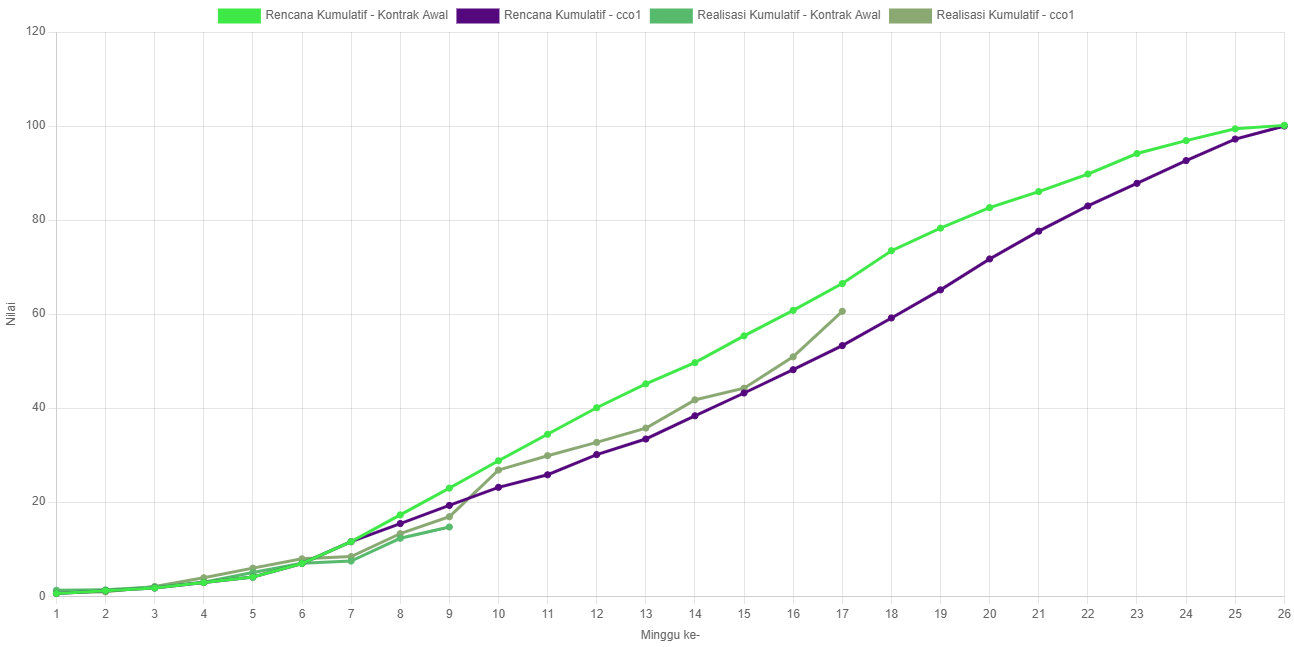 Rencana Kumulatif - Kontrak Awal Rencana Kumulatif - cco1 Realisasi Kumulatif - Kontrak Awal Realisasi Kumulatif - cco1
120
100
80
60
40
20
0
Nilai
1 2 3 4 5 6 7 8 9 10 11 12 13 14 15 16 17 18 19 20 21 22 23 24 25 26
Minggu ke-